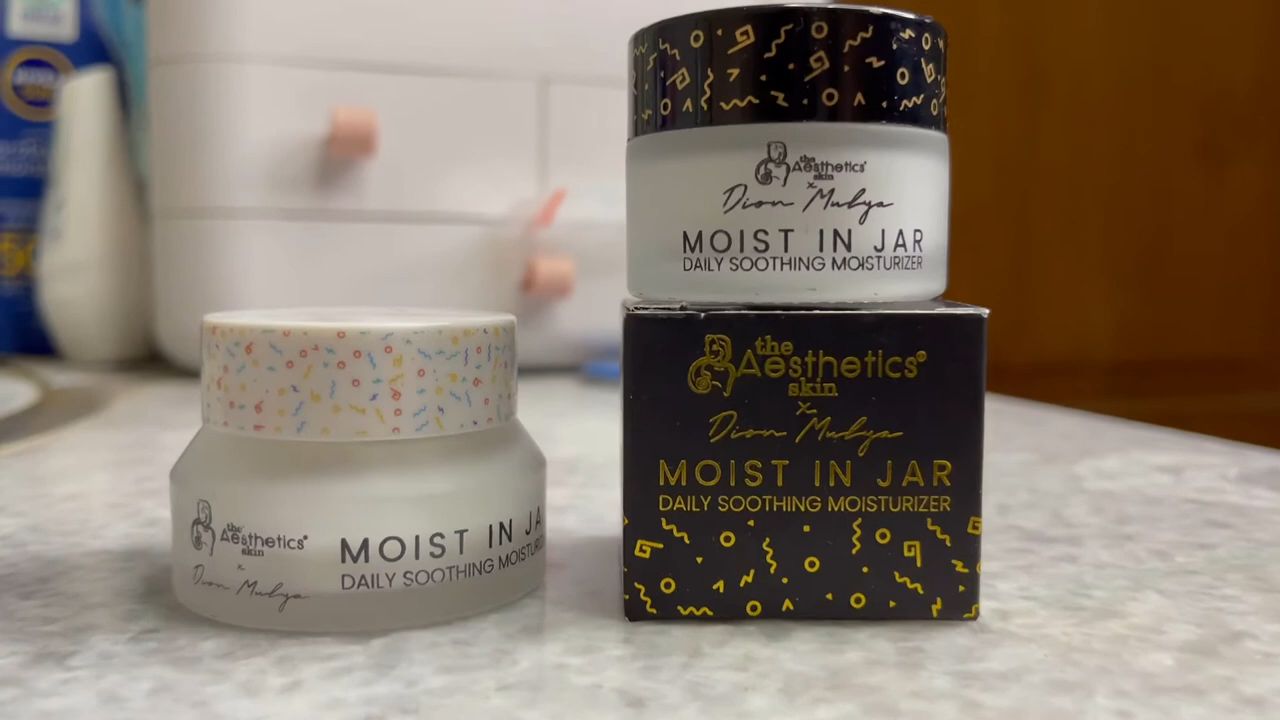 the
Aesthetics®
skin
x
Dion Mulya
MOIST IN JAR
DAILY SOOTHING MOISTURIZER
the
Aesthetics®
skin
x
Dion Mulya
MOIST IN JAR
DAILY SOOTHING MOISTURIZER
the
Aesthetics®
skin
x
Dion Mulya
MOIST IN JA
DAILY SOOTHING MOISTURIZ